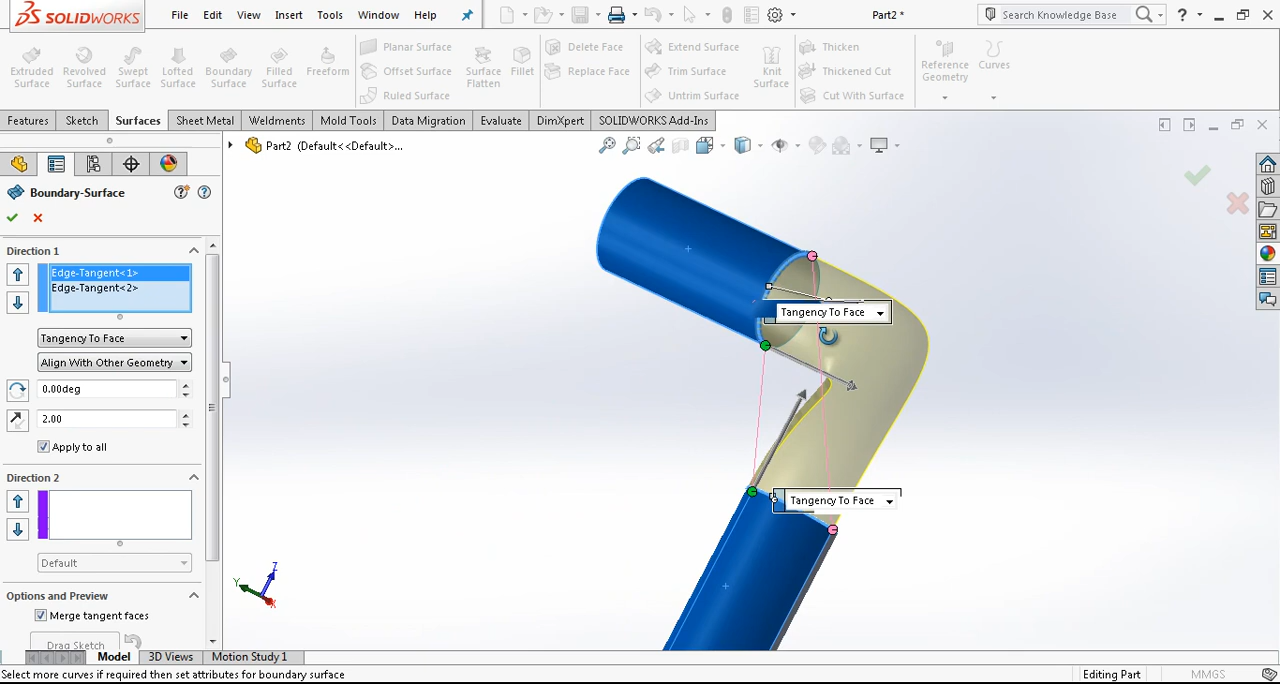 SOLIDWORKS
File Edit View Insert Tools Window Help
Part2 *
Search Knowledge Base
?
Extruded Surface
Revolved Surface
Swept Surface
Lofted Surface
Boundary Surface
Filled Surface
Freeform
Planar Surface
Offset Surface
Ruled Surface
Surface Flatten
Fillet
Delete Face
Replace Face
Extend Surface
Trim Surface
Untrim Surface
Knit Surface
Thicken
Thickened Cut
Cut With Surface
Reference Geometry
Curves
Features Sketch Surfaces Sheet Metal Weldments Mold Tools Data Migration Evaluate DimXpert SOLIDWORKS Add-Ins
Part2 (Default<<Default>...
Boundary-Surface
Direction 1
Edge-Tangent<1>
Edge-Tangent<2>
Tangency To Face
Align With Other Geometry
0.00deg
2.00
Apply to all
Direction 2
Default
Options and Preview
Merge tangent faces
Drag Sketch
Tangency To Face
Tangency To Face
Z
Y
X
Model 3D Views Motion Study 1
Select more curves if required then set attributes for boundary surface
Editing Part
MMGS